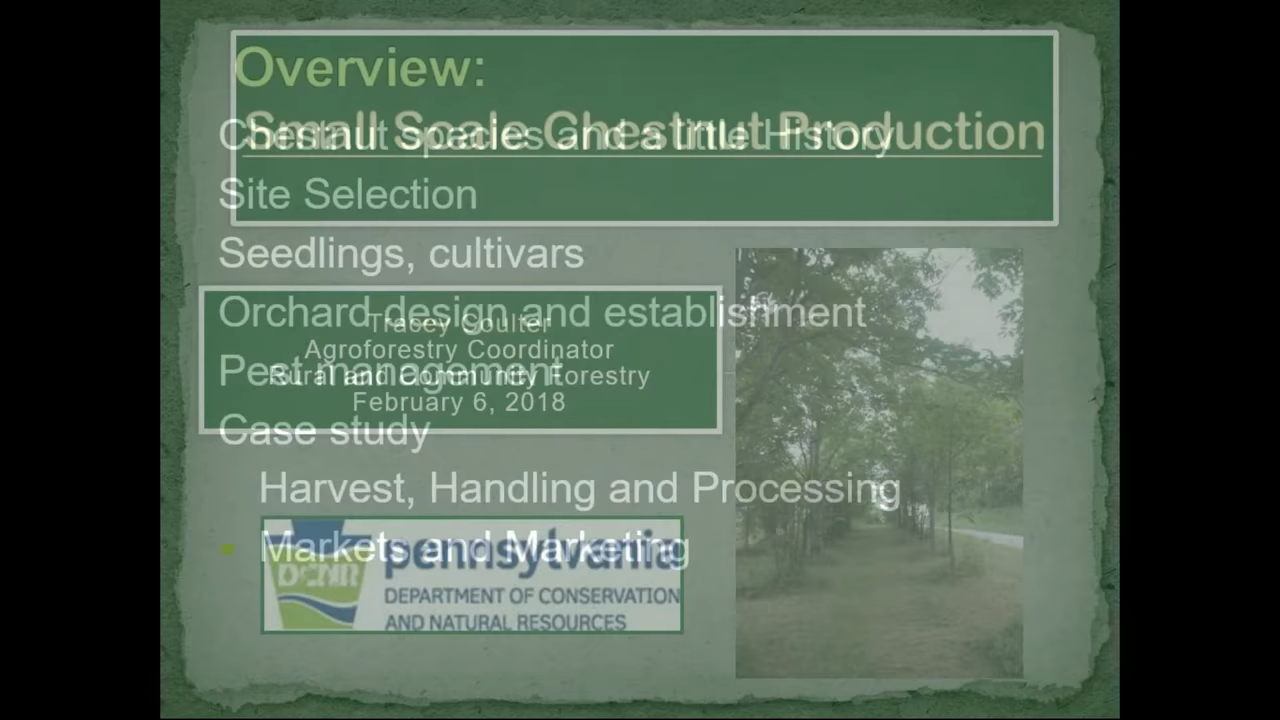 Overview:
Small Scale Chestnut Production
Chestnut species and a little History
Site Selection
Seedlings, cultivars
Orchard design and establishment
Tracey Coulter
Agroforestry Coordinator
Pest management
Rural and Community Forestry
February 6, 2018
Case study
Harvest, Handling and Processing
Markets and Marketing
DCNR
pennsylvania
DEPARTMENT OF CONSERVATION
AND NATURAL RESOURCES